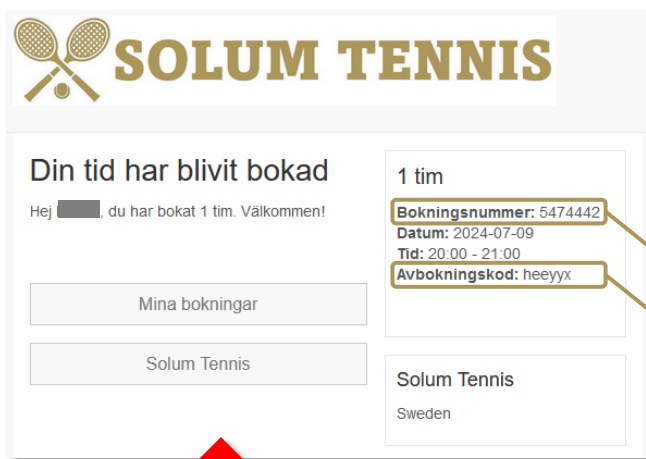 SOLUM TENNIS
Din tid har blivit bokad
Hej , du har bokat 1 tim. Välkommen!
Mina bokningar
Solum Tennis
1 tim
Bokningsnummer: 5474442
Datum: 2024-07-09
Tid: 20:00 - 21:00
Avbokningskod: heeyyx
Solum Tennis
Sweden